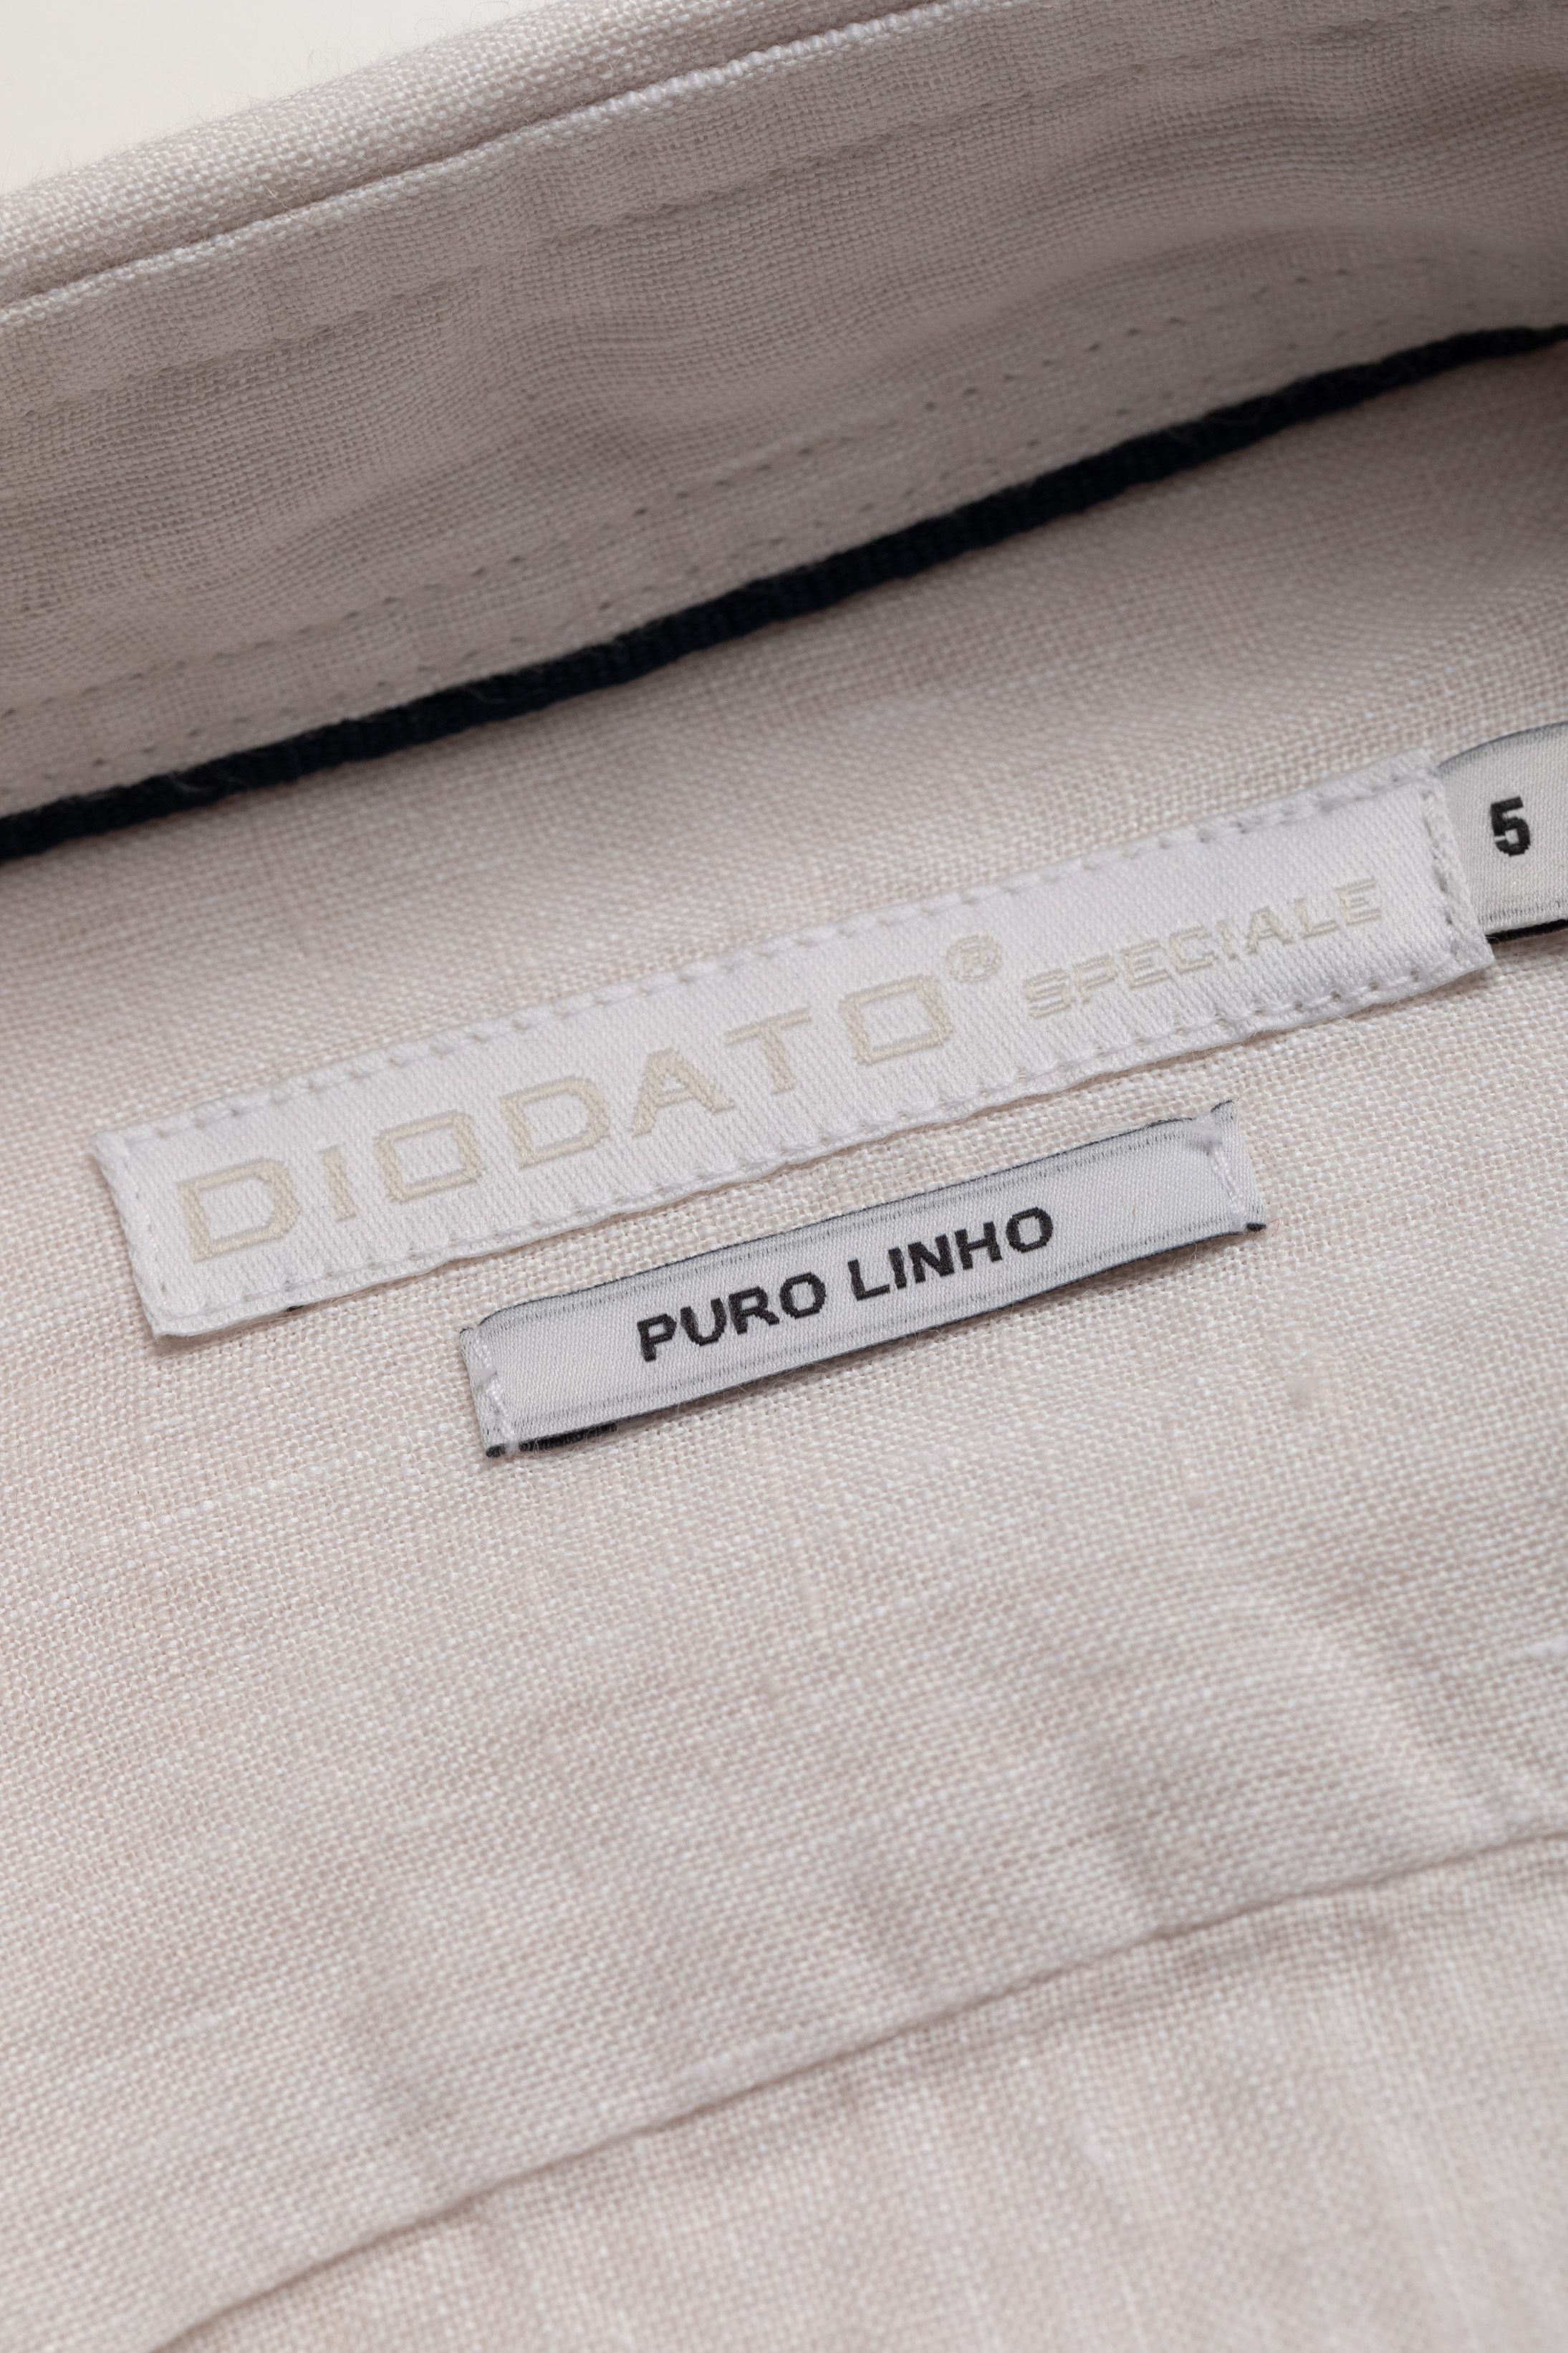 DIODATO® SPECIALE
5
PURO LINHO